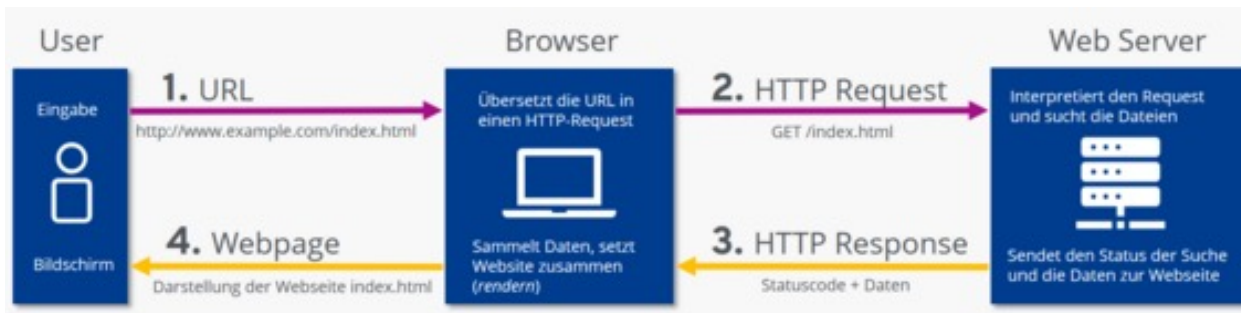 User
Browser
Web Server
Eingabe
1. URL
http://www.example.com/index.html
Übersetzt die URL in
einen HTTP-Request
2. HTTP Request
GET /index.html
Interpretiert den Request
und sucht die Dateien
Bildschirm
4. Webpage
Darstellung der Webseite index.html
Sammelt Daten, setzt
Website zusammen
(rendern)
3. HTTP Response
Statuscode + Daten
Sendet den Status der Suche
und die Daten zur Webseite